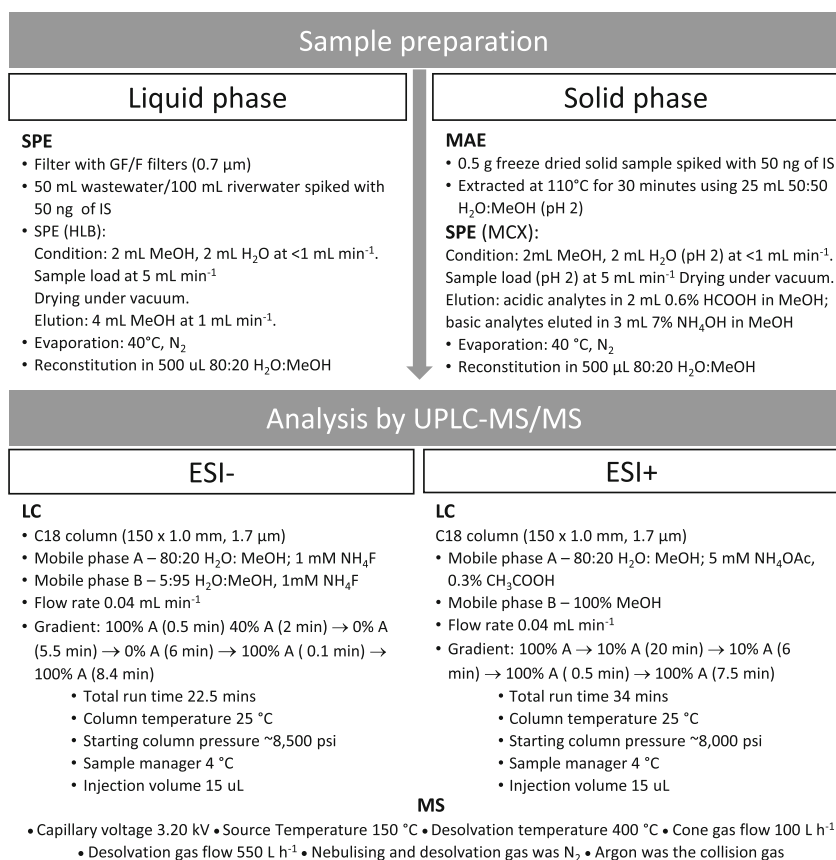 Sample preparation
Liquid phase
SPE
• Filter with GF/F filters (0.7 µm)
• 50 mL wastewater/100 mL riverwater spiked with
50 ng of IS
• SPE (HLB):
Condition: 2 mL MeOH, 2 mL H₂O at <1 mL min⁻¹.
Sample load at 5 mL min⁻¹
Drying under vacuum.
Elution: 4 mL MeOH at 1 mL min⁻¹.
• Evaporation: 40°C, N₂
• Reconstitution in 500 uL 80:20 H₂O:MeOH
Solid phase
MAE
• 0.5 g freeze dried solid sample spiked with 50 ng of IS
• Extracted at 110°C for 30 minutes using 25 mL 50:50
H₂O:MeOH (pH 2)
SPE (MCX):
Condition: 2mL MeOH, 2 mL H₂O (pH 2) at <1 mL min⁻¹.
Sample load (pH 2) at 5 mL min⁻¹ Drying under vacuum.
Elution: acidic analytes in 2 mL 0.6% HCOOH in MeOH;
basic analytes eluted in 3 mL 7% NH₄OH in MeOH
• Evaporation: 40 °C, N₂
• Reconstitution in 500 µL 80:20 H₂O:MeOH
Analysis by UPLC-MS/MS
ESI-
LC
• C18 column (150 x 1.0 mm, 1.7 µm)
• Mobile phase A – 80:20 H₂O: MeOH; 1 mM NH₄F
• Mobile phase B – 5:95 H₂O:MeOH, 1mM NH₄F
• Flow rate 0.04 mL min⁻¹
• Gradient: 100% A (0.5 min) 40% A (2 min) → 0% A
(5.5 min) → 0% A (6 min) → 100% A ( 0.1 min) →
100% A (8.4 min)
• Total run time 22.5 mins
• Column temperature 25 °C
• Starting column pressure ~8,500 psi
• Sample manager 4 °C
• Injection volume 15 uL
ESI+
LC
C18 column (150 x 1.0 mm, 1.7 µm)
• Mobile phase A – 80:20 H₂O: MeOH; 5 mM NH₄OAc,
0.3% CH₃COOH
• Mobile phase B – 100% MeOH
• Flow rate 0.04 mL min⁻¹
• Gradient: 100% A → 10% A (20 min) → 10% A (6
min) → 100% A ( 0.5 min) → 100% A (7.5 min)
• Total run time 34 mins
• Column temperature 25 °C
• Starting column pressure ~8,000 psi
• Sample manager 4 °C
• Injection volume 15 uL
MS
• Capillary voltage 3.20 kV • Source Temperature 150 °C • Desolvation temperature 400 °C • Cone gas flow 100 L h⁻¹
• Desolvation gas flow 550 L h⁻¹ • Nebulising and desolvation gas was N₂ • Argon was the collision gas